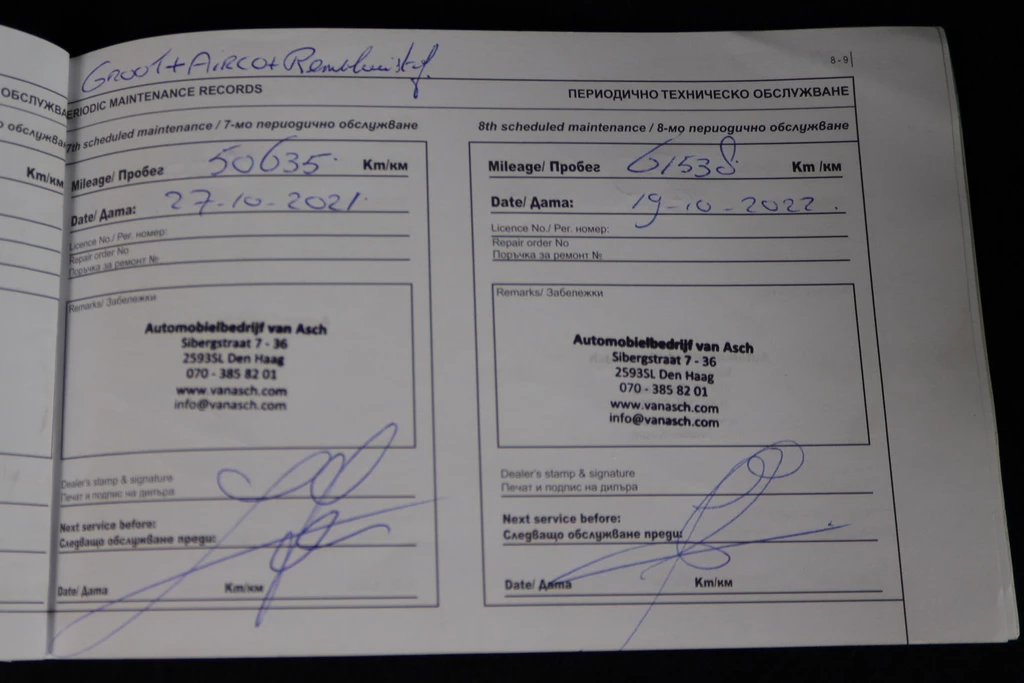 Groot + Airco + Remvloeistof.
8-9
ОБСЛУЖВА
о обслужва
Km/км
ERIODIC MAINTENANCE RECORDS
ПЕРИОДИЧНО ТЕХНИЧЕСКО ОБСЛУЖВАНЕ
7th scheduled maintenance / 7-мо периодично обслужване
Mileage/ Пробег 50635. Km/км
Date/ Дата: 27-10-2021.
Licence No./ Рег. номер:
Repair order No
Поръчка за ремонт №
Remarks/ Забележки
Automobielbedrijf van Asch
Sibergstraat 7 - 36
2593SL Den Haag
070 - 385 82 01
www.vanasch.com
info@vanasch.com
Dealer's stamp & signature
Печат и подпис на дилъра
Next service before:
Следващо обслужване преди:
Date/ Дата Km/км
8th scheduled maintenance / 8-мо периодично обслужване
Mileage/ Пробег 61538 Km /км
Date/ Дата: 19-10-2022.
Licence No./ Рег. номер:
Repair order No
Поръчка за ремонт №
Remarks/ Забележки
Automobielbedrijf van Asch
Sibergstraat 7 - 36
2593SL Den Haag
070 - 385 82 01
www.vanasch.com
info@vanasch.com
Dealer's stamp & signature
Печат и подпис на дилъра
Next service before:
Следващо обслужване преди:
Date/ Дата Km/км